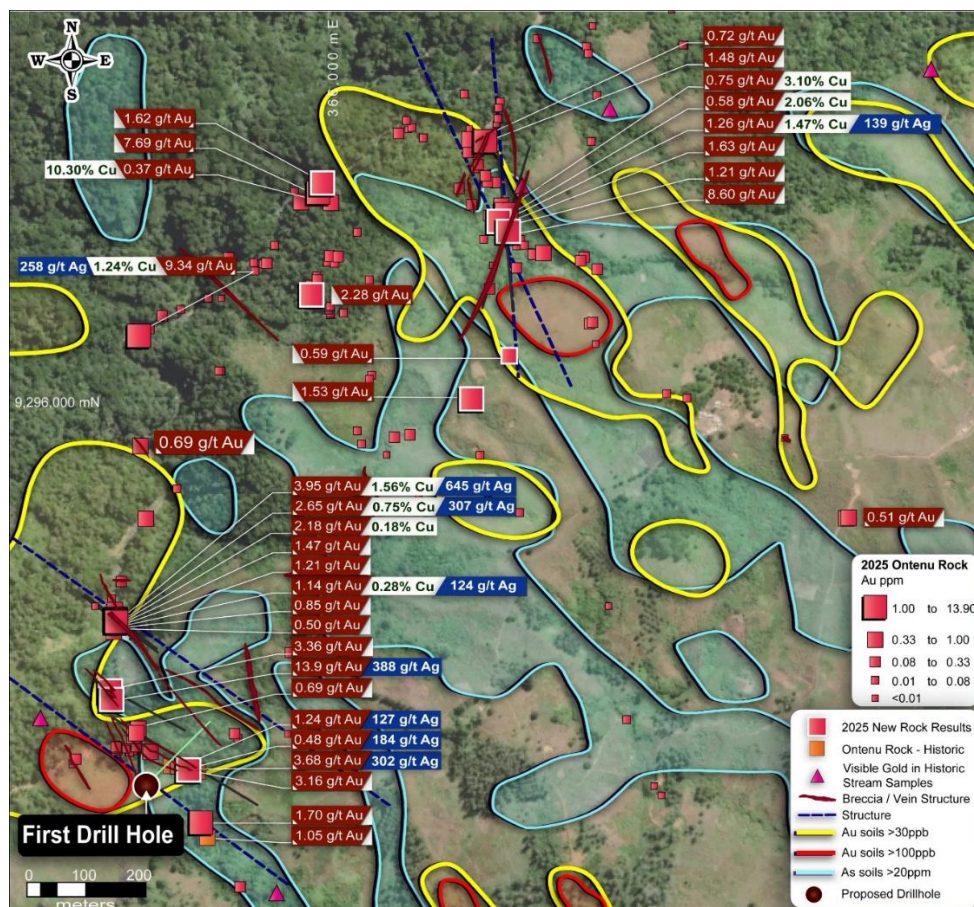 N
W E
S
368,000 mE
0.72 g/t Au
1.48 g/t Au
0.75 g/t Au 3.10% Cu
0.58 g/t Au 2.06% Cu
1.26 g/t Au 1.47% Cu 139 g/t Ag
1.63 g/t Au
1.21 g/t Au
8.60 g/t Au
1.62 g/t Au
7.69 g/t Au
10.30% Cu 0.37 g/t Au
258 g/t Ag 1.24% Cu 9.34 g/t Au
2.28 g/t Au
0.59 g/t Au
1.53 g/t Au
9,296,000 mN
0.69 g/t Au
3.95 g/t Au 1.56% Cu 645 g/t Ag
2.65 g/t Au 0.75% Cu 307 g/t Ag
2.18 g/t Au 0.18% Cu
1.47 g/t Au
1.21 g/t Au
1.14 g/t Au 0.28% Cu 124 g/t Ag
0.85 g/t Au
0.50 g/t Au
3.36 g/t Au
13.9 g/t Au 388 g/t Ag
0.69 g/t Au
1.24 g/t Au 127 g/t Ag
0.48 g/t Au 184 g/t Ag
3.68 g/t Au 302 g/t Ag
3.16 g/t Au
1.70 g/t Au
1.05 g/t Au
0.51 g/t Au
First Drill Hole
0 100 200
meters
2025 Ontenu Rock
Au ppm
1.00 to 13.90
0.33 to 1.00
0.08 to 0.33
0.01 to 0.08
<0.01
2025 New Rock Results
Ontenu Rock - Historic
Visible Gold in Historic
Stream Samples
Breccia / Vein Structure
Structure
Au soils >30ppb
Au soils >100ppb
As soils >20ppm
Proposed Drillhole